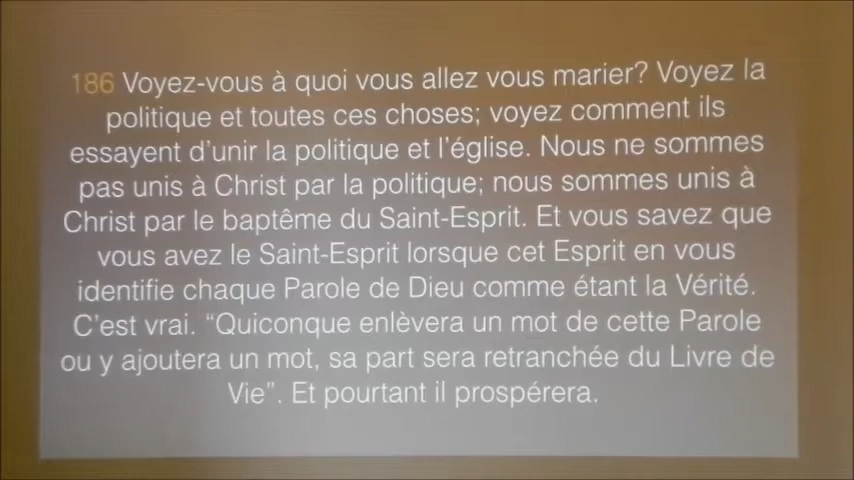 186 Voyez-vous à quoi vous allez vous marier? Voyez la
politique et toutes ces choses; voyez comment ils
essayent d’unir la politique et l’église. Nous ne sommes
pas unis à Christ par la politique; nous sommes unis à
Christ par le baptême du Saint-Esprit. Et vous savez que
vous avez le Saint-Esprit lorsque cet Esprit en vous
identifie chaque Parole de Dieu comme étant la Vérité.
C’est vrai. “Quiconque enlèvera un mot de cette Parole
ou y ajoutera un mot, sa part sera retranchée du Livre de
Vie”. Et pourtant il prospérera.